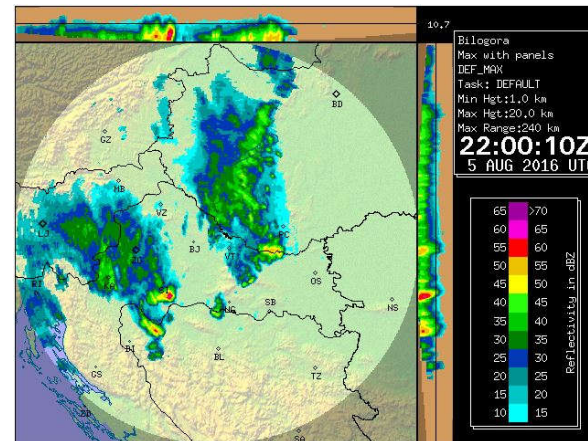 10.7
Bilogora
Max with panels
DEF_MAX
Task: DEFAULT
Min Hgt:1.0 km
Max Hgt:20.0 km
Max Range:240 km
22:00:10Z
5 AUG 2016 UTC
BD
GZ
MB
VZ
LJ
BJ
VT
PC
RI
KA
OS
SB
NS
BI
BL
GS
TZ
ZD
SA
65 >70
60 65
55 60
50 55
45 50
40 45
35 40
30 35
25 30
20 25
15 20
10 15
Reflectivity in dBZ